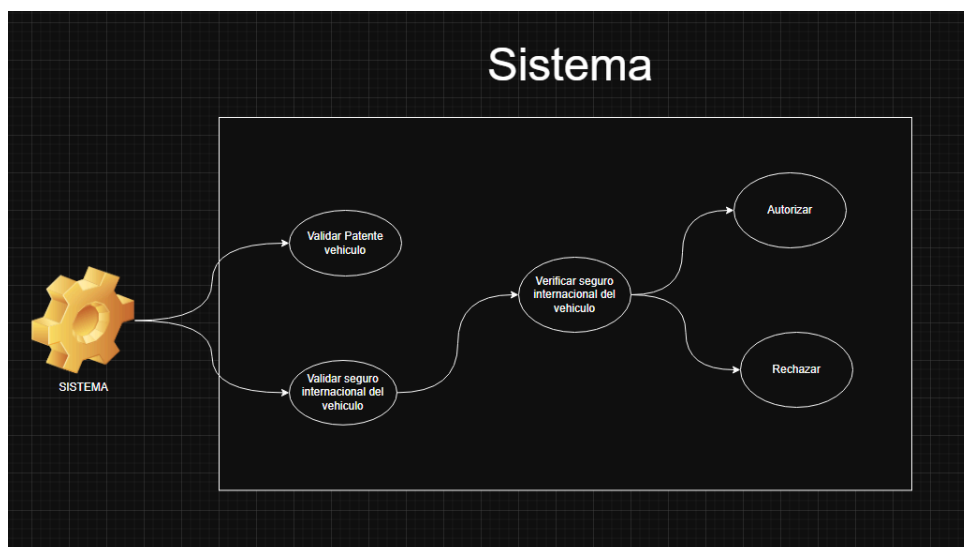 Sistema
Validar Patente
vehiculo
Autorizar
Verificar seguro
internacional del
vehiculo
SISTEMA
Validar seguro
internacional del
vehiculo
Rechazar